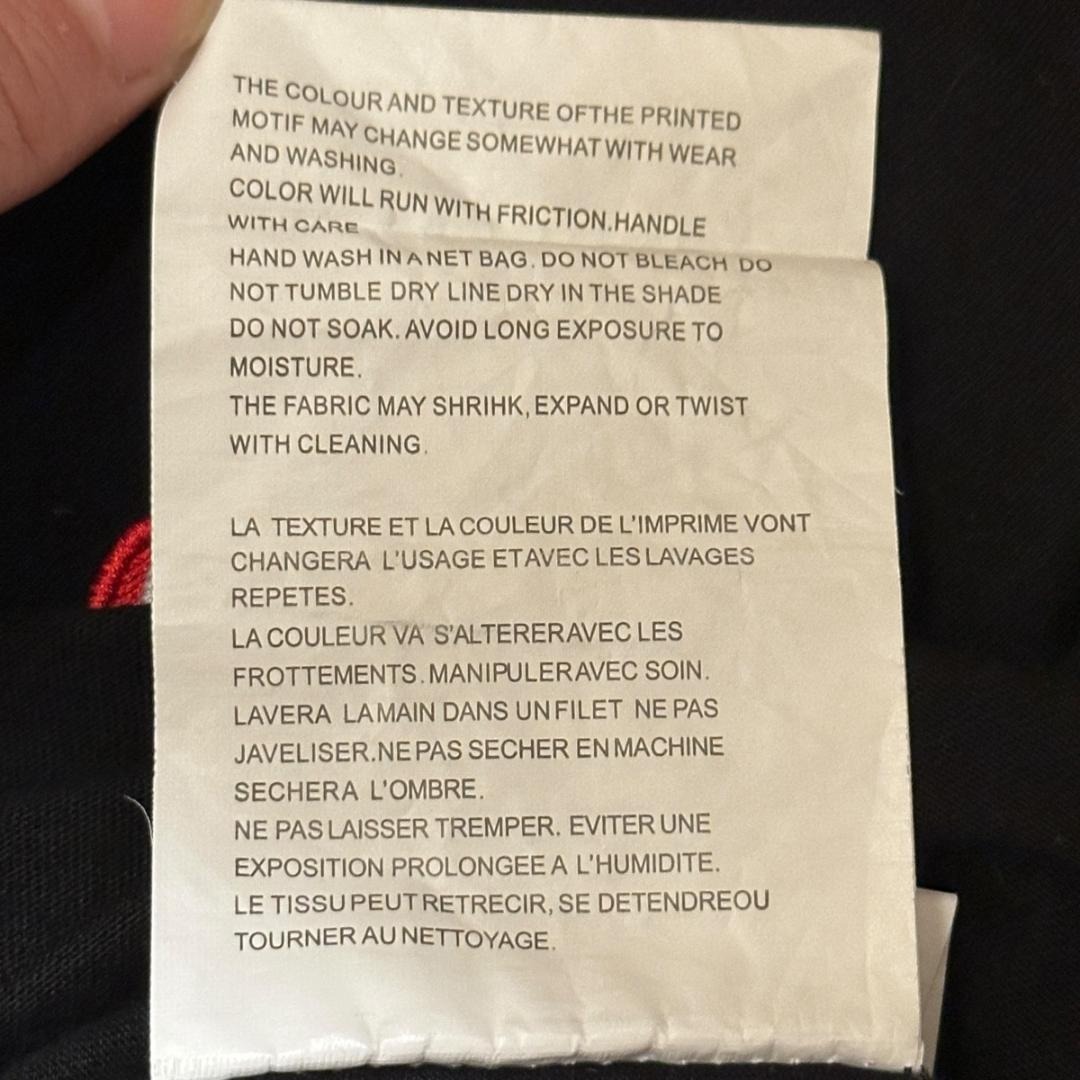 THE COLOUR AND TEXTURE OFTHE PRINTED
MOTIF MAY CHANGE SOMEWHAT WITH WEAR
AND WASHING.
COLOR WILL RUN WITH FRICTION.HANDLE
WITH CARE
HAND WASH IN A NET BAG. DO NOT BLEACH DO
NOT TUMBLE DRY LINE DRY IN THE SHADE
DO NOT SOAK. AVOID LONG EXPOSURE TO
MOISTURE.
THE FABRIC MAY SHRIHK, EXPAND OR TWIST
WITH CLEANING.
LA TEXTURE ET LA COULEUR DE L'IMPRIME VONT
CHANGERA L'USAGE ETAVEC LES LAVAGES
REPETES.
LA COULEUR VA S'ALTERERAVEC LES
FROTTEMENTS. MANIPULERAVEC SOIN.
LAVERA LAMAIN DANS UN FILET NE PAS
JAVELISER.NE PAS SECHER EN MACHINE
SECHERA L'OMBRE.
NE PAS LAISSER TREMPER. EVITER UNE
EXPOSITION PROLONGEE A L'HUMIDITE.
LE TISSU PEUT RETRECIR, SE DETENDREOU
TOURNER AU NETTOYAGE.